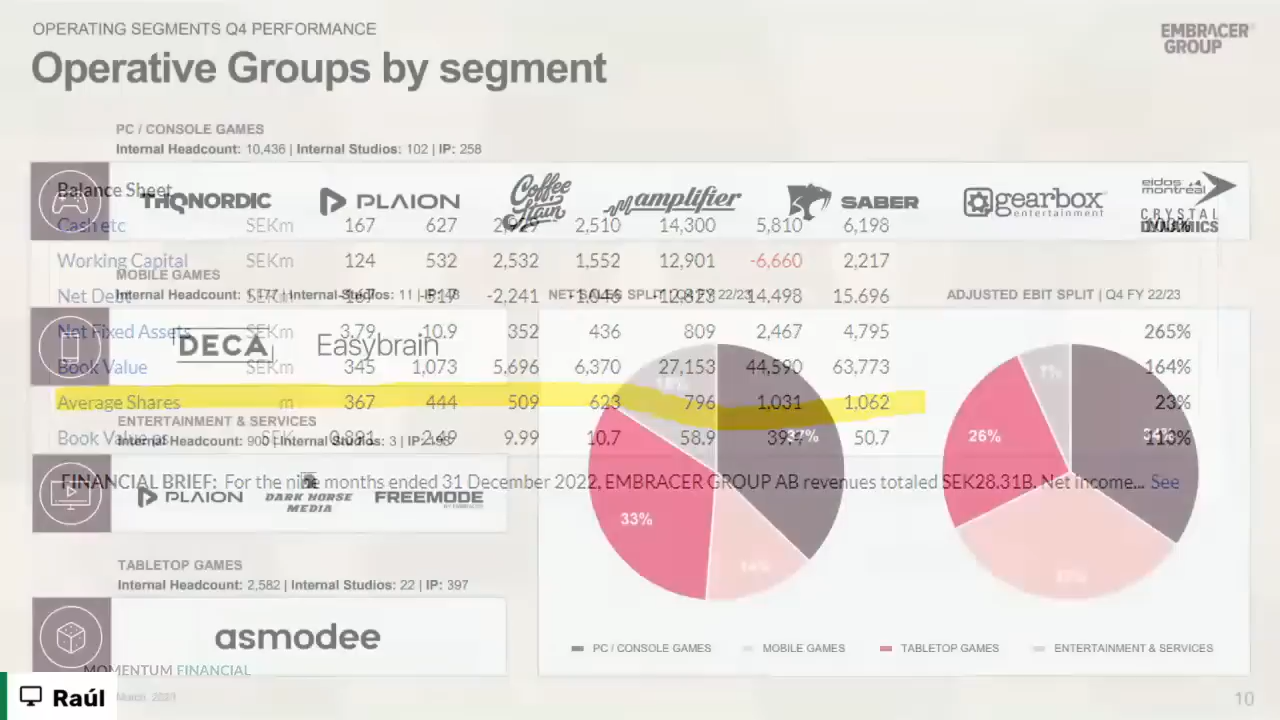 OPERATING SEGMENTS Q4 PERFORMANCE
EMBRACER GROUP
Operative Groups by segment
PC / CONSOLE GAMES
Internal Headcount: 10,436 | Internal Studios: 102 | IP: 258
Balance Sheet
THQNORDIC PLAION Coffee Stain amplifier SABER gearbox entertainment eidos montréal CRYSTAL DYNAMICS
Cash etc SEKm 167 627 2,510 14,300 5,810 6,198
Working Capital SEKm 124 532 2,532 1,552 12,901 -6,660 2,217
MOBILE GAMES
Net Debt SEKm -2,241 14,498 15,696
ADJUSTED EBIT SPLIT | Q4 FY 22/23
Net Fixed Assets SEKm 3.79 10.9 352 436 809 2,467 4,795 265%
DECA Easybrain
Book Value SEKm 345 1,073 5,696 6,370 27,153 44,590 63,773 164%
Average Shares m 367 444 509 623 796 1,031 1,062 23%
ENTERTAINMENT & SERVICES
9.99 10.7 58.9 50.7
26%
FINANCIAL BRIEF: For the nine months ended 31 December 2022, EMBRACER GROUP AB revenues totaled SEK28.31B. Net income... See
PLAION DARK HORSE MEDIA FREEMODE
33%
TABLETOP GAMES
Internal Headcount: 2,582 | Internal Studios: 22 | IP: 397
asmodee
PC / CONSOLE GAMES MOBILE GAMES TABLETOP GAMES ENTERTAINMENT & SERVICES
MOMENTUM FINANCIAL
Raúl
10